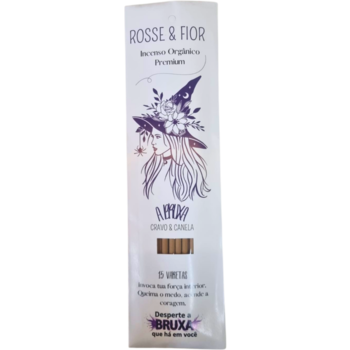 ROSSE & FIOR
Incenso Orgânico
Premium
A BRUXA
CRAVO & CANELA
15 VARETAS
Invoca tua força interior.
Queima o medo, acende a
coragem.
Desperte a
BRUXA
que há em você